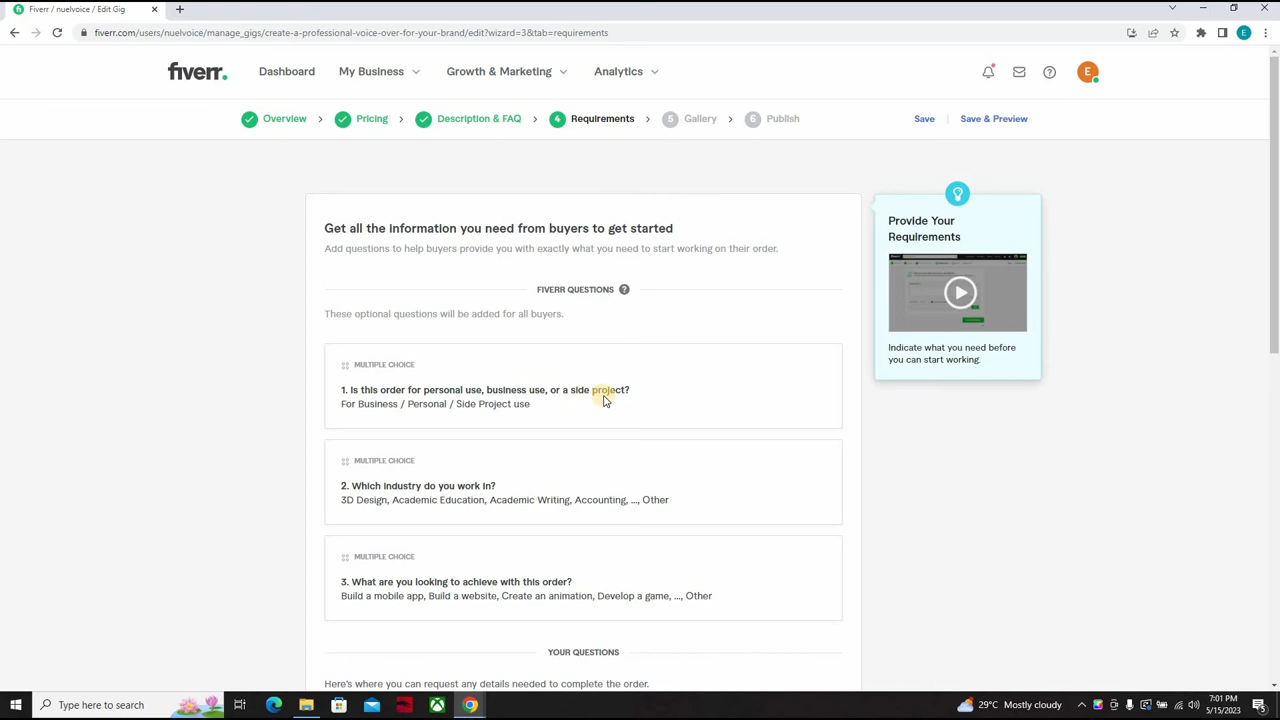 Fiverr / nuelvoice / Edit Gig
fiverr.com/users/nuelvoice/manage_gigs/create-a-professional-voice-over-for-your-brand/edit?wizard=3&tab=requirements
E
fiverr.
Dashboard
My Business
Growth & Marketing
Analytics
E
Overview
Pricing
Description & FAQ
4 Requirements
5 Gallery
6 Publish
Save
Save & Preview
Get all the information you need from buyers to get started
Add questions to help buyers provide you with exactly what you need to start working on their order.
FIVERR QUESTIONS ?
These optional questions will be added for all buyers.
MULTIPLE CHOICE
1. Is this order for personal use, business use, or a side project?
For Business / Personal / Side Project use
MULTIPLE CHOICE
2. Which industry do you work in?
3D Design, Academic Education, Academic Writing, Accounting, ..., Other
MULTIPLE CHOICE
3. What are you looking to achieve with this order?
Build a mobile app, Build a website, Create an animation, Develop a game, ..., Other
YOUR QUESTIONS
Here's where you can request any details needed to complete the order.
Provide Your
Requirements
Indicate what you need before
you can start working.
Type here to search
29°C Mostly cloudy
7:01 PM
5/15/2023